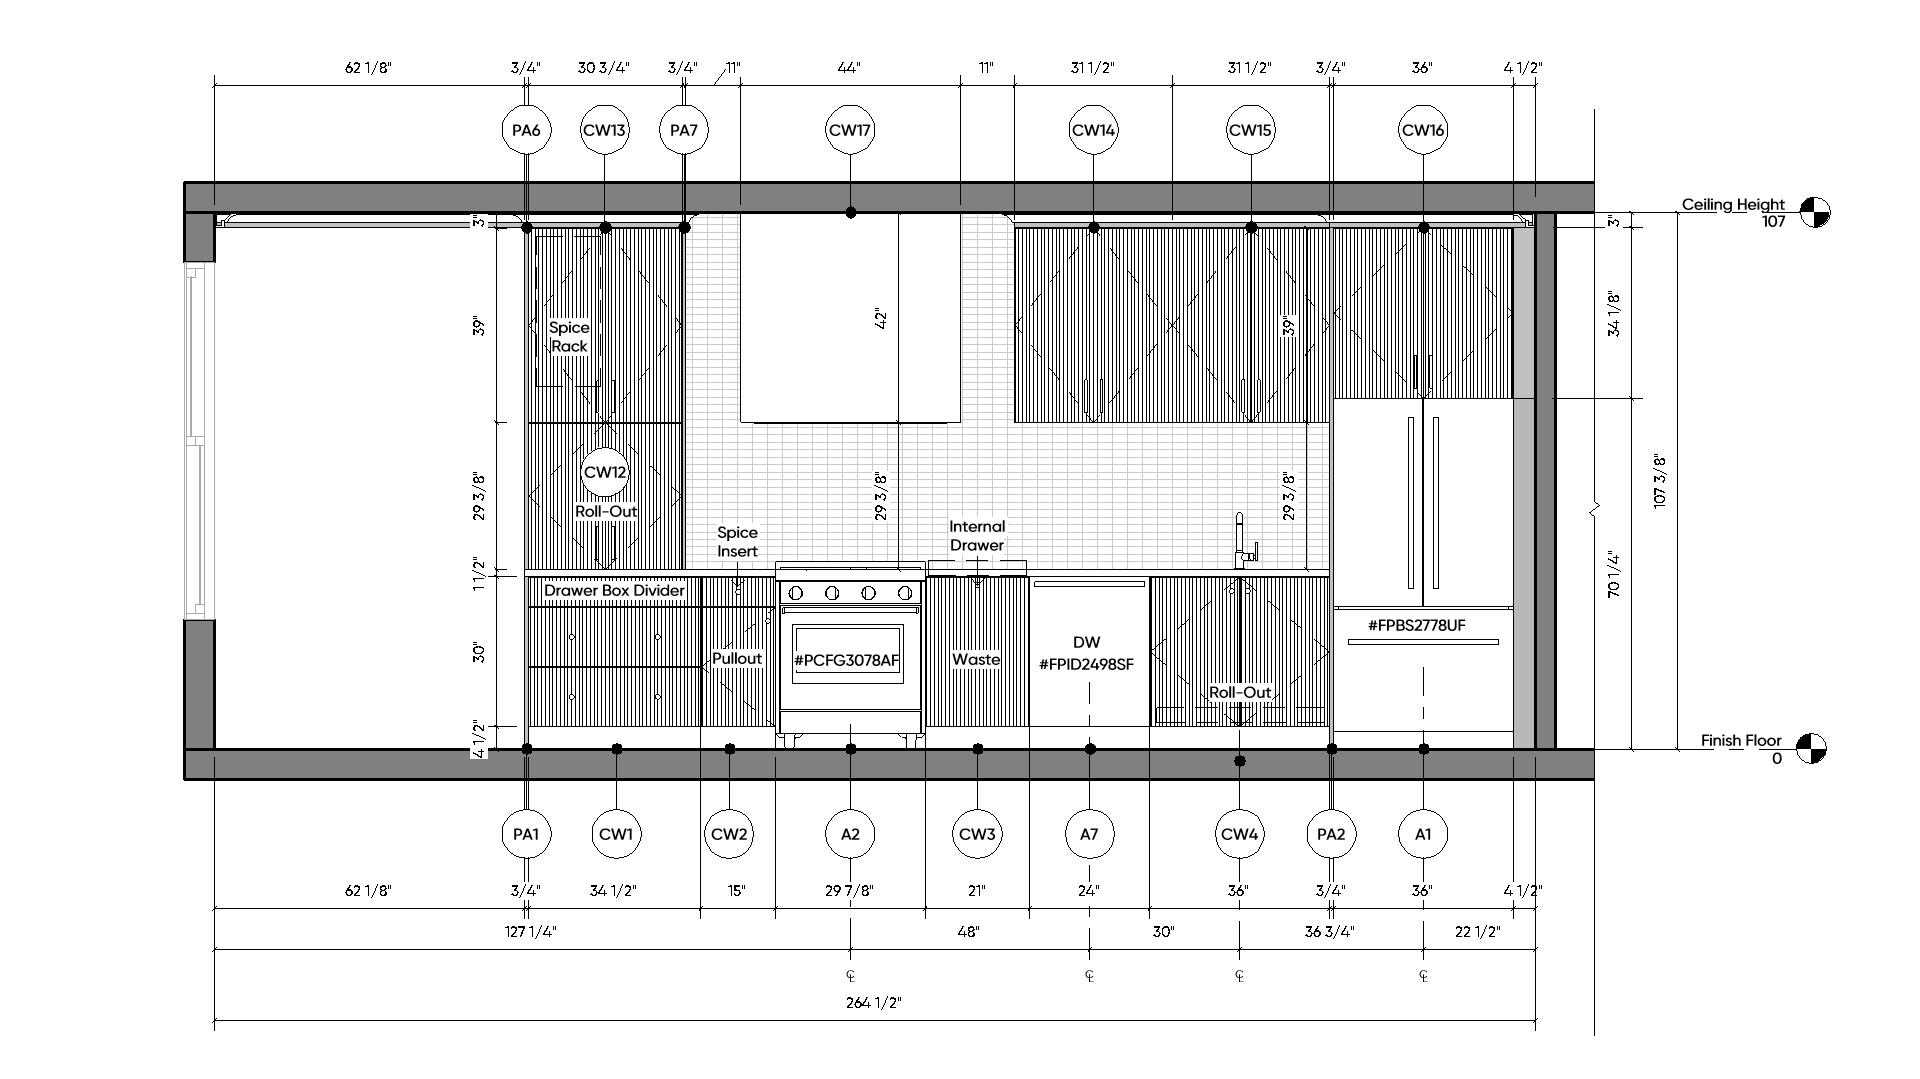 62 1/8" 3/4" 30 3/4" 3/4" 11" 44" 11" 31 1/2" 31 1/2" 3/4" 36" 4 1/2"
PA6 CW13 PA7 CW17 CW14 CW15 CW16
Ceiling Height
107
3" 3"
39" 42" 39" 34 1/8"
Spice
Rack
CW12
Roll-Out
29 3/8" 29 3/8" 29 3/8" 107 3/8"
Spice
Insert
Internal
Drawer
1 1/2" 70 1/4"
Drawer Box Divider
30"
Pullout
#PCFG3078AF
Waste
DW
#FPID2498SF
Roll-Out
#FPBS2778UF
4 1/2"
Finish Floor
0
PA1 CW1 CW2 A2 CW3 A7 CW4 PA2 A1
62 1/8" 3/4" 34 1/2" 15" 29 7/8" 21" 24" 36" 3/4" 36" 4 1/2"
127 1/4" 48" 30" 36 3/4" 22 1/2"
℄ ℄ ℄ ℄
264 1/2"